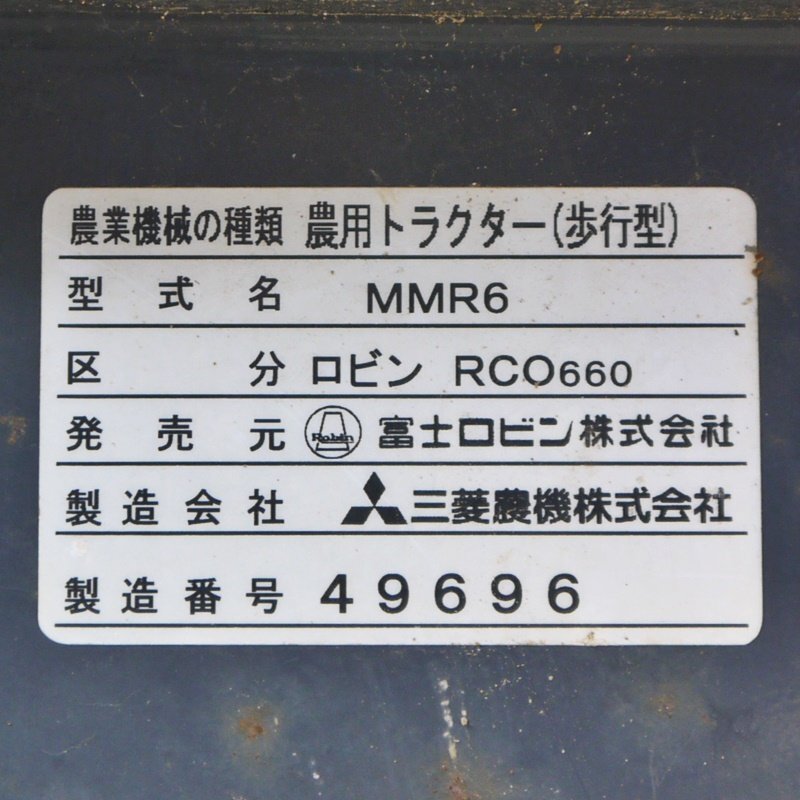 農業機械の種類 農用トラクター(歩行型)
型式名 MMR6
区分 ロビン RCO660
発売元 Robin 富士ロビン株式会社
製造会社 三菱農機株式会社
製造番号 49696